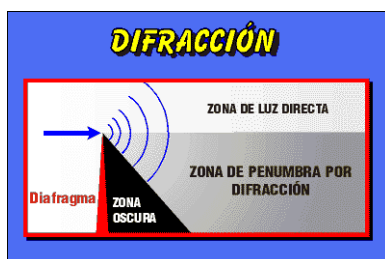 DIFRACCIÓN
ZONA DE LUZ DIRECTA
ZONA DE PENUMBRA POR
DIFRACCIÓN
Diafragma
ZONA
OSCURA